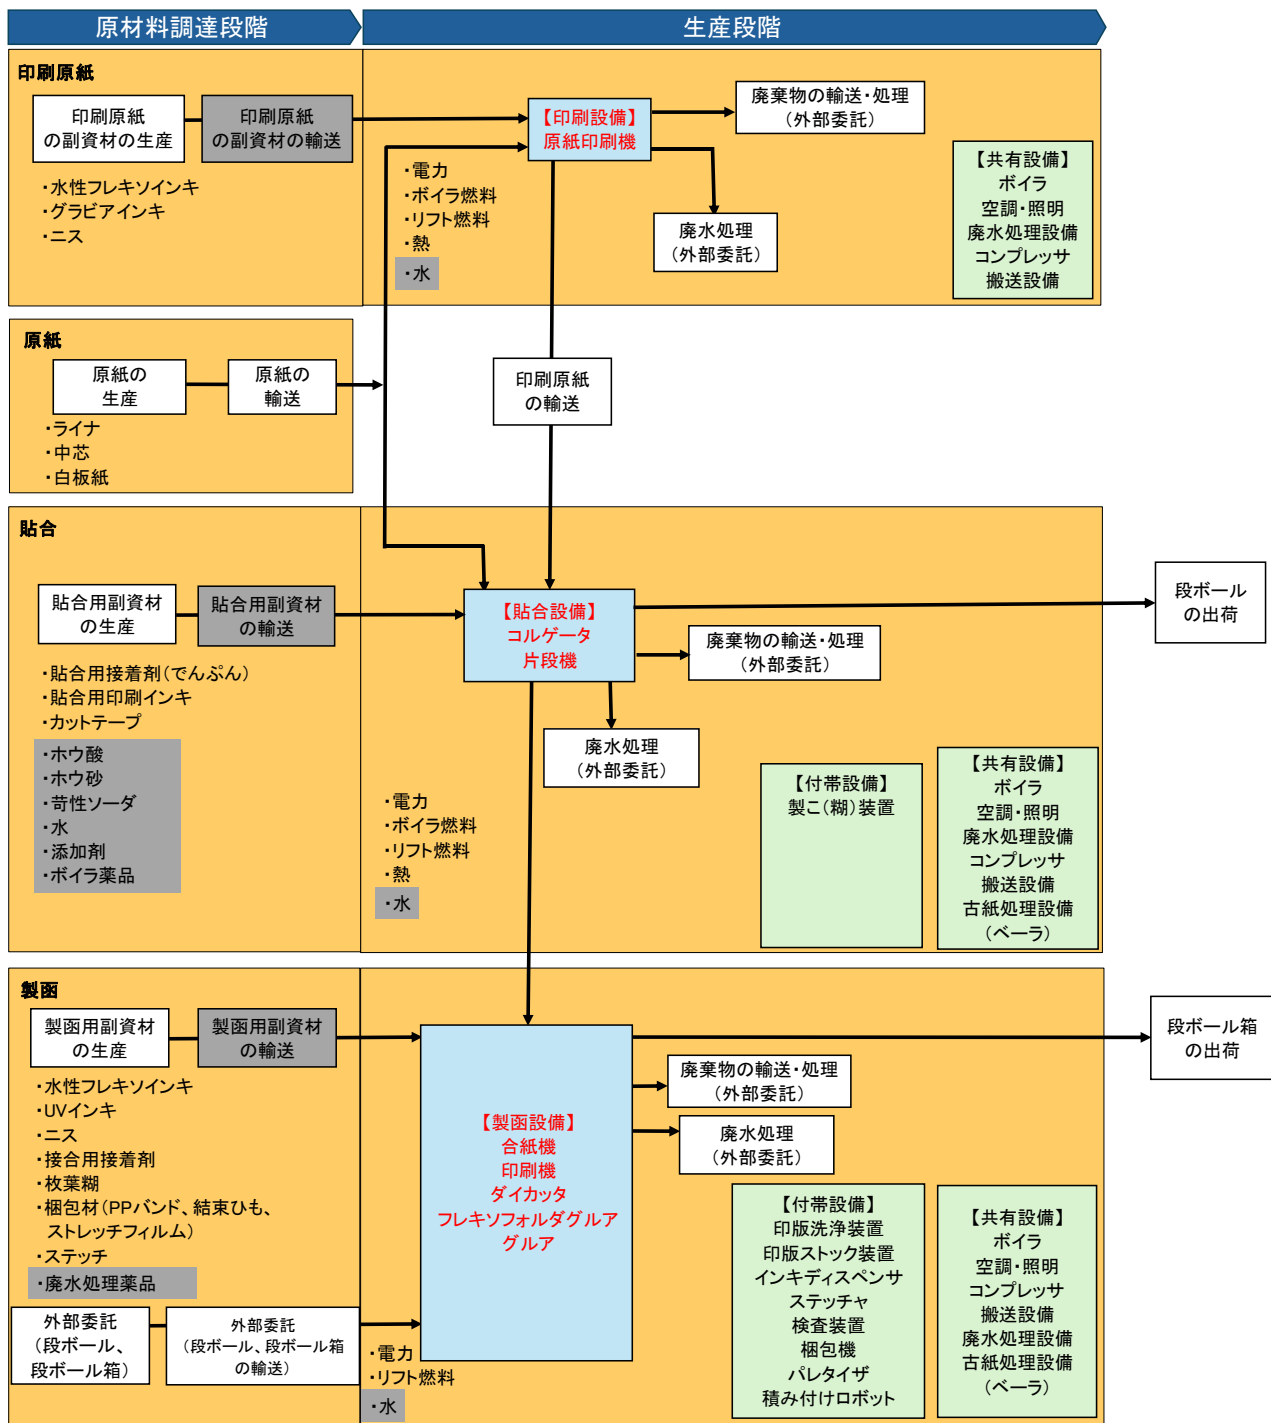 原材料調達段階
生産段階
印刷原紙
印刷原紙
の副資材の生産
印刷原紙
の副資材の輸送
・水性フレキソインキ
・グラビアインキ
・ニス
【印刷設備】
原紙印刷機
・電力
・ボイラ燃料
・リフト燃料
・熱
・水
廃棄物の輸送・処理
（外部委託）
廃水処理
（外部委託）
【共有設備】
ボイラ
空調・照明
廃水処理設備
コンプレッサ
搬送設備
原紙
原紙の
生産
原紙の
輸送
・ライナ
・中芯
・白板紙
印刷原紙
の輸送
貼合
貼合用副資材
の生産
貼合用副資材
の輸送
・貼合用接着剤（でんぷん）
・貼合用印刷インキ
・カットテープ
・ホウ酸
・ホウ砂
・苛性ソーダ
・水
・添加剤
・ボイラ薬品
【貼合設備】
コルゲータ
片段機
段ボール
の出荷
廃棄物の輸送・処理
（外部委託）
廃水処理
（外部委託）
・電力
・ボイラ燃料
・リフト燃料
・熱
・水
【付帯設備】
製こ（糊）装置
【共有設備】
ボイラ
空調・照明
廃水処理設備
コンプレッサ
搬送設備
古紙処理設備
（ベーラ）
製函
製函用副資材
の生産
製函用副資材
の輸送
・水性フレキソインキ
・UVインキ
・ニス
・接合用接着剤
・枚葉糊
・梱包材（PPバンド、結束ひも、
ストレッチフィルム）
・ステッチ
・廃水処理薬品
外部委託
（段ボール、
段ボール箱）
外部委託
（段ボール、段ボール箱
の輸送）
・電力
・リフト燃料
・水
【製函設備】
合紙機
印刷機
ダイカッタ
フレキソフォルダグルア
グルア
段ボール箱
の出荷
廃棄物の輸送・処理
（外部委託）
廃水処理
（外部委託）
【付帯設備】
印版洗浄装置
印版ストック装置
インキディスペンサ
ステッチャ
検査装置
梱包機
パレタイザ
積み付けロボット
【共有設備】
ボイラ
空調・照明
コンプレッサ
搬送設備
廃水処理設備
古紙処理設備
（ベーラ）